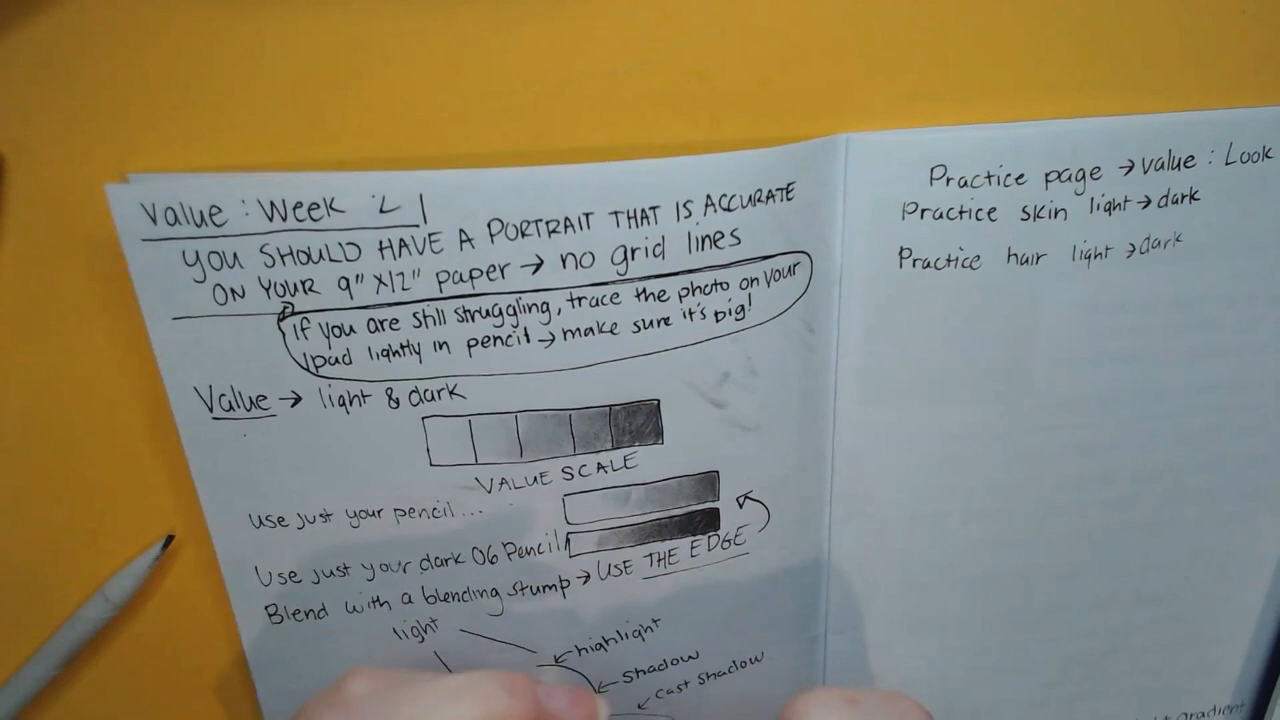 Value : Week 1
YOU SHOULD HAVE A PORTRAIT THAT IS ACCURATE
ON YOUR 9" X12" paper → no grid lines
If you are still struggling, trace the photo on your
ipad lightly in pencil → make sure it's big!
Value → light & dark
VALUE SCALE
Use just your pencil...
Use just your dark 06 Pencil
Blend with a blending stump → USE THE EDGE
light
highlight
shadow
cast shadow
Practice page → value : Look
Practice skin light → dark
Practice hair light → dark
gradient